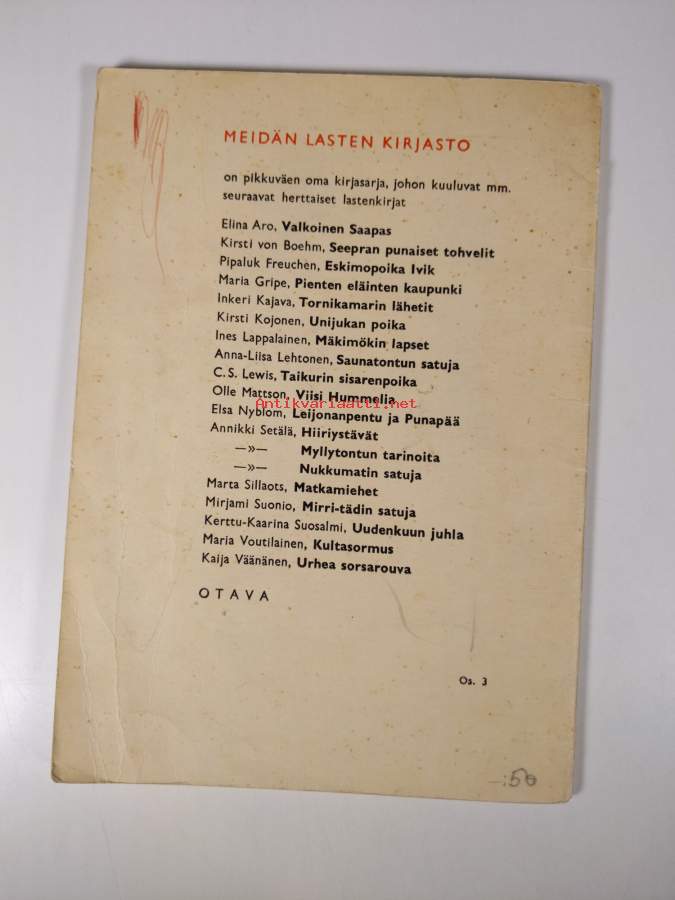 MEIDÄN LASTEN KIRJASTO
on pikkuväen oma kirjasarja, johon kuuluvat mm.
seuraavat herttaiset lastenkirjat
Elina Aro, Valkoinen Saapas
Kirsti von Boehm, Seepran punaiset tohvelit
Pipaluk Freuchen, Eskimopoika Ivik
Maria Gripe, Pienten eläinten kaupunki
Inkeri Kajava, Tornikamarin lähetit
Kirsti Kojonen, Unijukan poika
Ines Lappalainen, Mäkimökin lapset
Anna-Liisa Lehtonen, Saunatontun satuja
C.S. Lewis, Taikurin sisarenpoika
Olle Mattson, Viisi Hummelia
Antikvariaatti.net
Elsa Nyblom, Leijonanpentu ja Punapää
Annikki Setälä, Hiiriystävät
—»— Myllytontun tarinoita
—»— Nukkumatin satuja
Marta Sillaots, Matkamiehet
Mirjami Suonio, Mirri-tädin satuja
Kerttu-Kaarina Suosalmi, Uudenkuun juhla
Maria Voutilainen, Kultasormus
Kaija Väänänen, Urhea sorsarouva
OTAVA
Os. 3
—:50